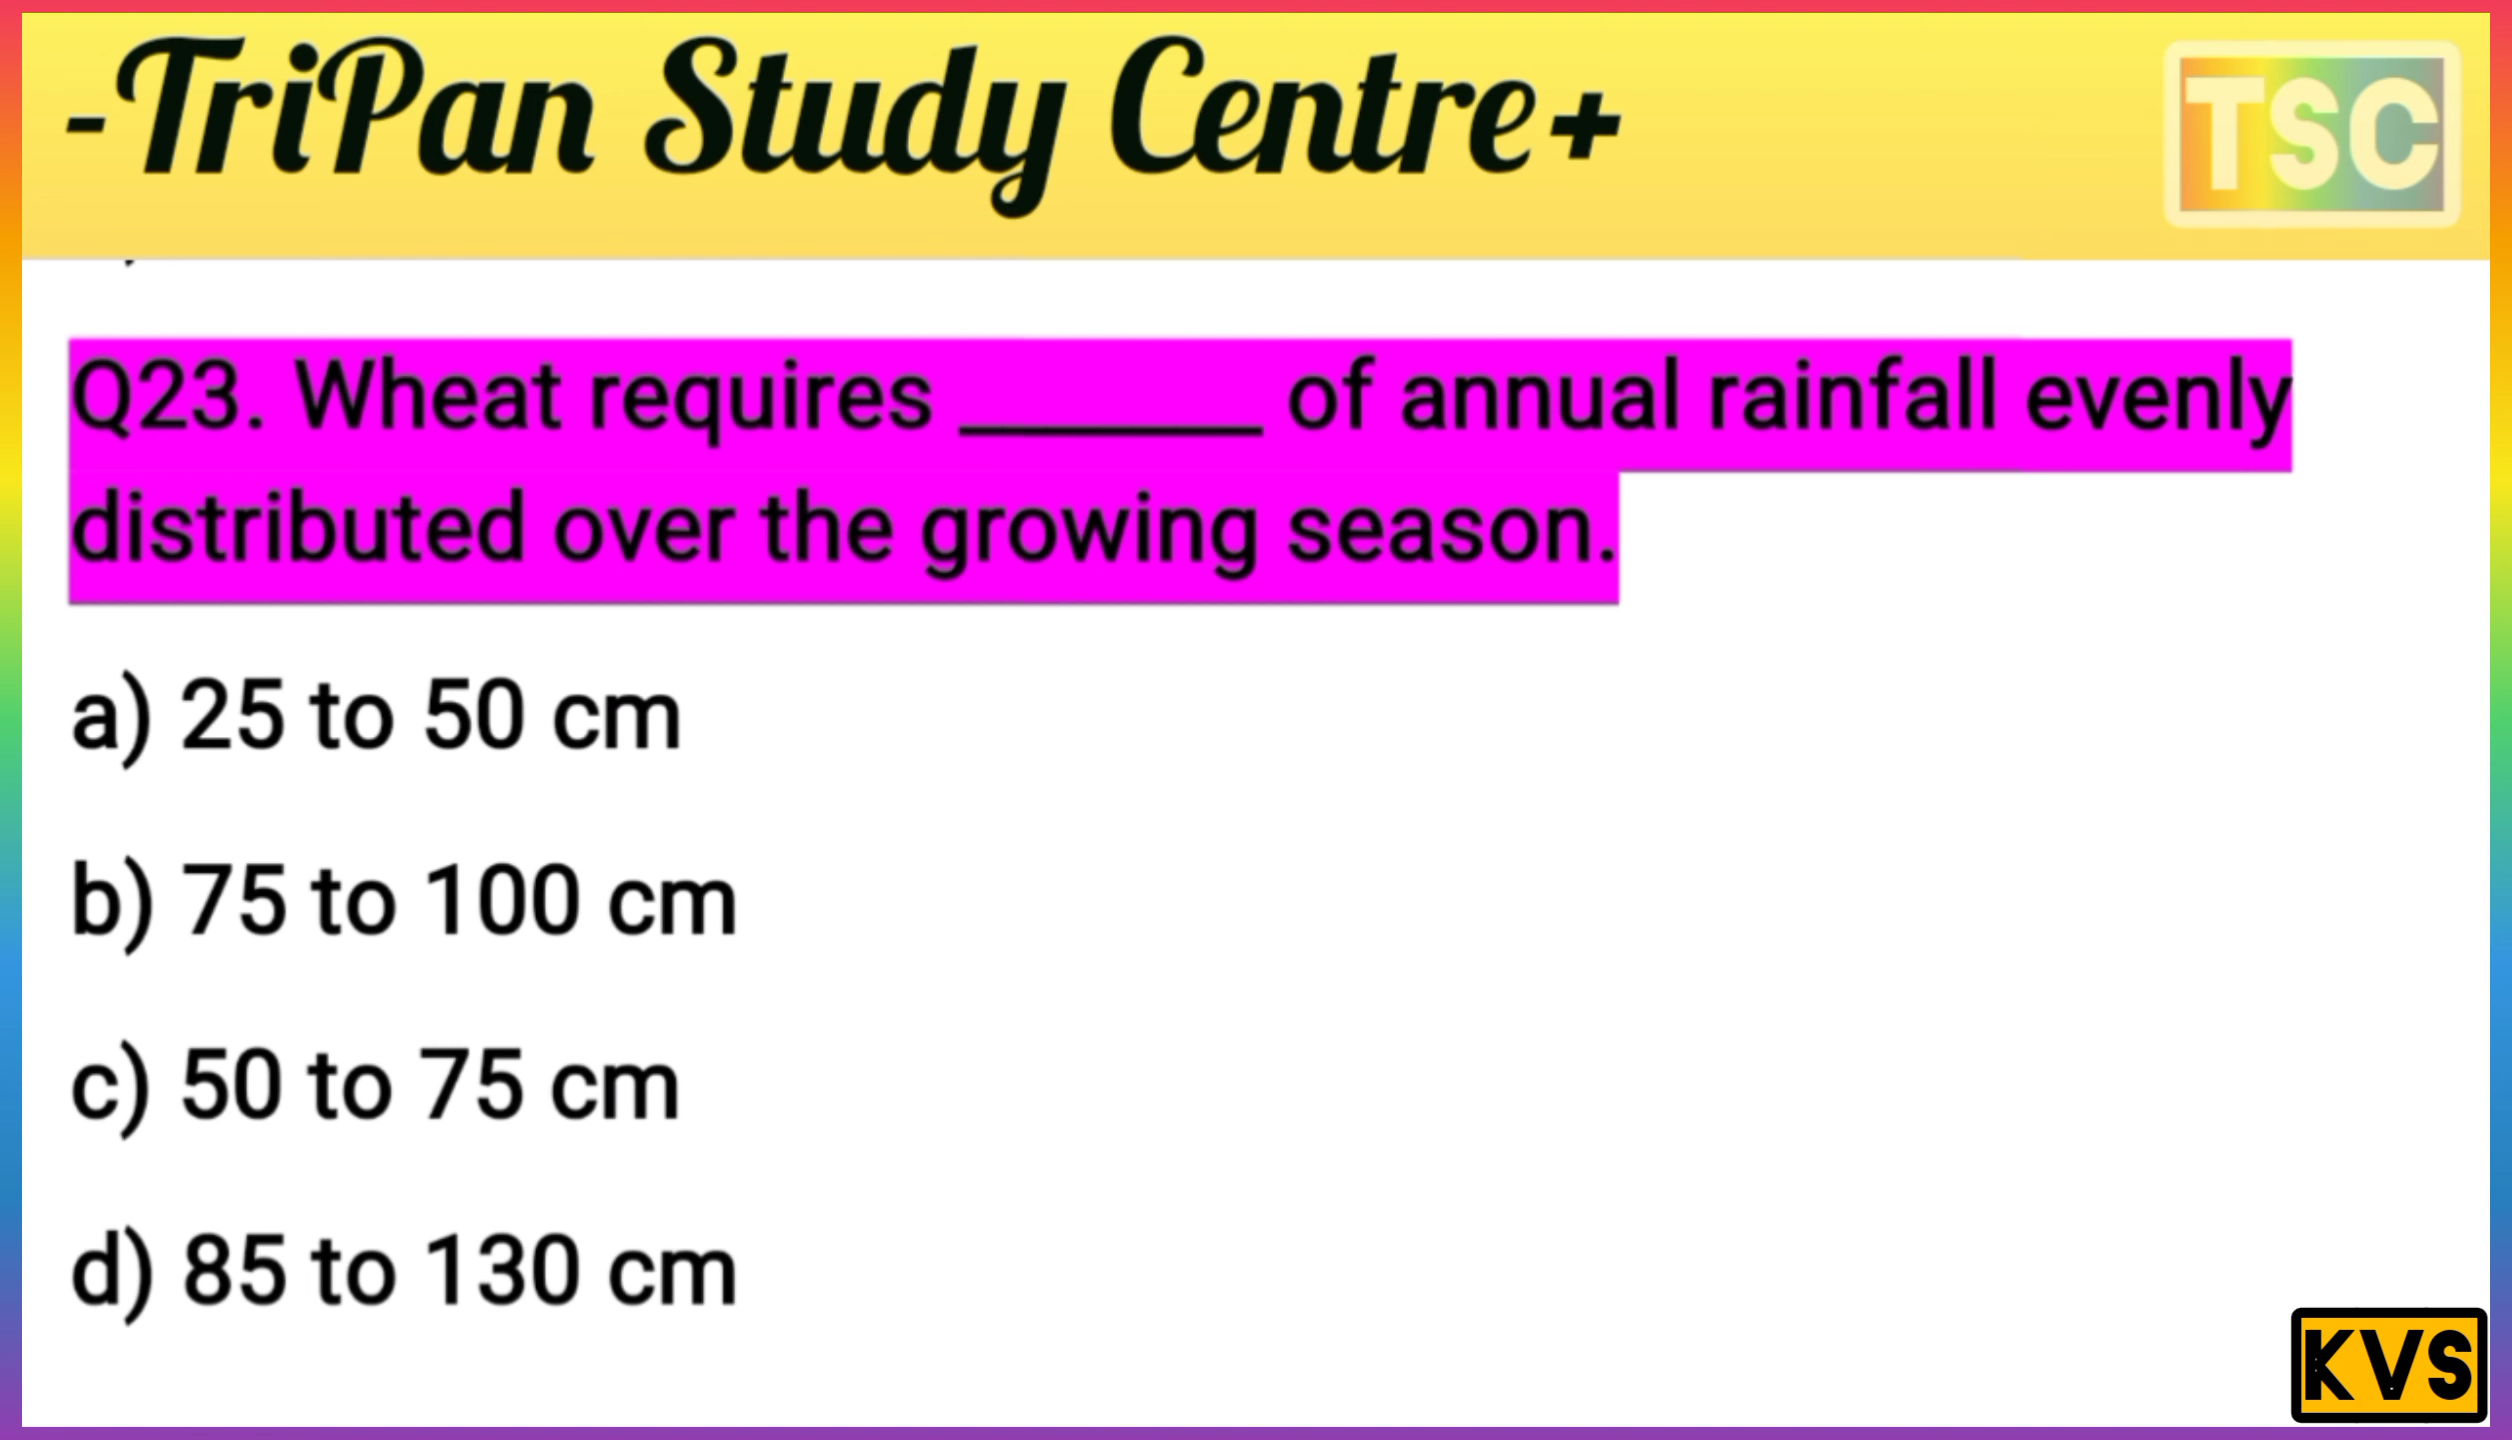 -TriPan Study Centre+
TSC
Q23. Wheat requires ______ of annual rainfall evenly
distributed over the growing season.
a) 25 to 50 cm
b) 75 to 100 cm
c) 50 to 75 cm
d) 85 to 130 cm
KVS